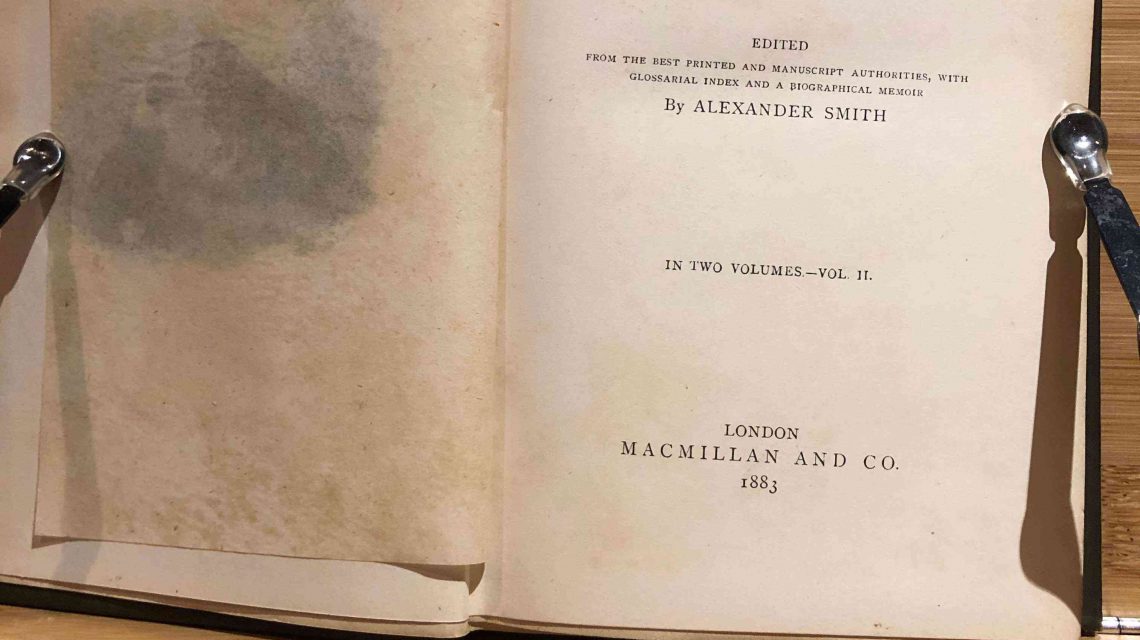 EDITED
FROM THE BEST PRINTED AND MANUSCRIPT AUTHORITIES, WITH
GLOSSARIAL INDEX AND A BIOGRAPHICAL MEMOIR
By ALEXANDER SMITH
IN TWO VOLUMES.—VOL. II.
LONDON
MACMILLAN AND CO.
1883